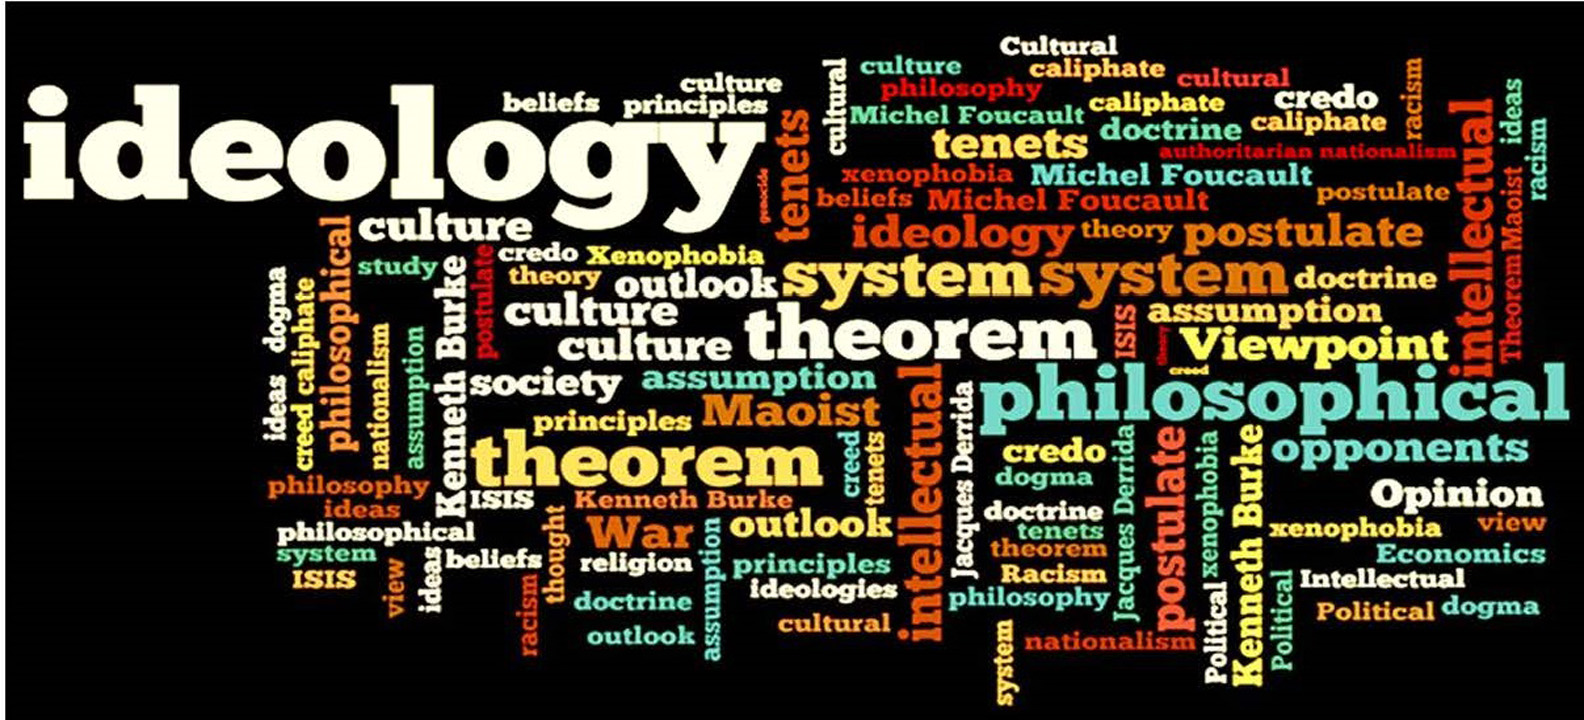 ideology
beliefs
culture
principles
genocide
tenets
cultural
culture
Cultural
caliphate
philosophy
cultural
Michel Foucault
caliphate
credo
caliphate
racism
tenets
doctrine
authoritarian nationalism
xenophobia
Michel Foucault
postulate
beliefs
Michel Foucault
ideology
theory
postulate
intellectual
ideas
racism
Maoist
Theorem
culture
credo
Xenophobia
study
theory
outlook
system
system
doctrine
postulate
culture
assumption
culture
theorem
ISIS
Viewpoint
creed
dogma
ideas
creed caliphate
philosophical
nationalism
assumption
Kenneth Burke
society
assumption
philosophical
principles
Maoist
theorem
creed
tenets
intellectual
Jacques Derrida
credo
dogma
Jacques Derrida
postulate
xenophobia
Kenneth Burke
opponents
philosophy
ideas
ISIS
Kenneth Burke
Opinion
philosophical
thought
War
outlook
doctrine
tenets
xenophobia
view
system
beliefs
religion
assumption
principles
theorem
Economics
ISIS
view
ideas
racism
ideologies
Racism
Intellectual
doctrine
philosophy
Political
Political
Political
dogma
outlook
cultural
system
nationalism